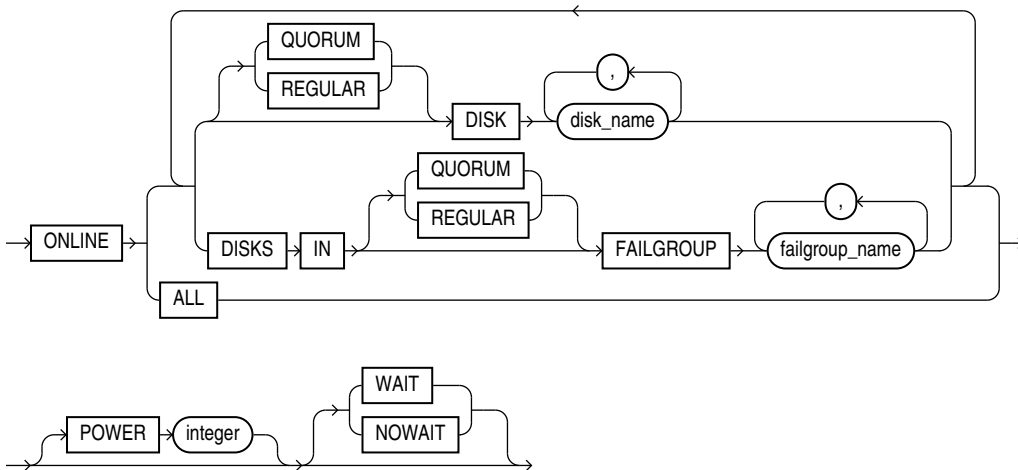 QUORUM
REGULAR
,
DISK
disk_name
QUORUM
REGULAR
,
ONLINE
DISKS
IN
FAILGROUP
failgroup_name
ALL
WAIT
POWER
integer
NOWAIT